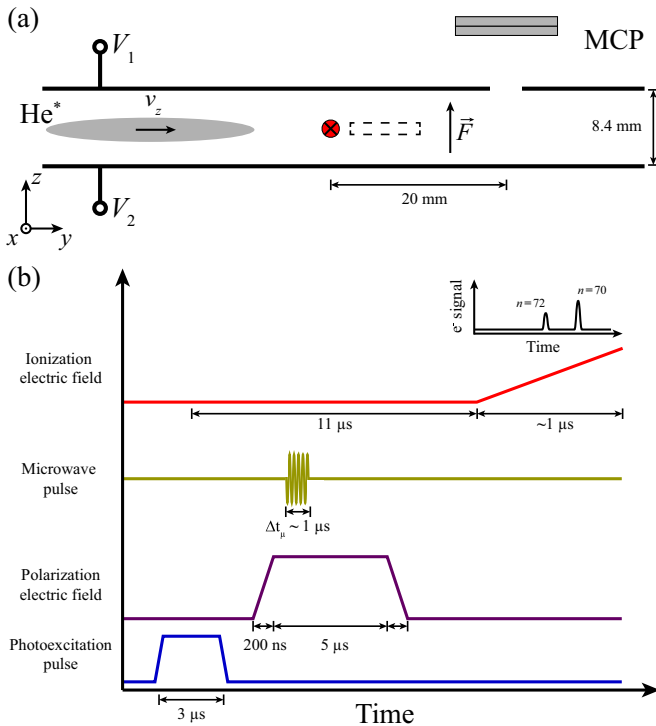 (a)
MCP
V1
He*
vz
F
8.4 mm
z
x
y
V2
20 mm
(b)
e- signal
n=72
n=70
Time
Ionization
electric field
11 µs
~1 µs
Microwave
pulse
Δtµ ~ 1 µs
Polarization
electric field
200 ns
5 µs
Photoexcitation
pulse
3 µs
Time